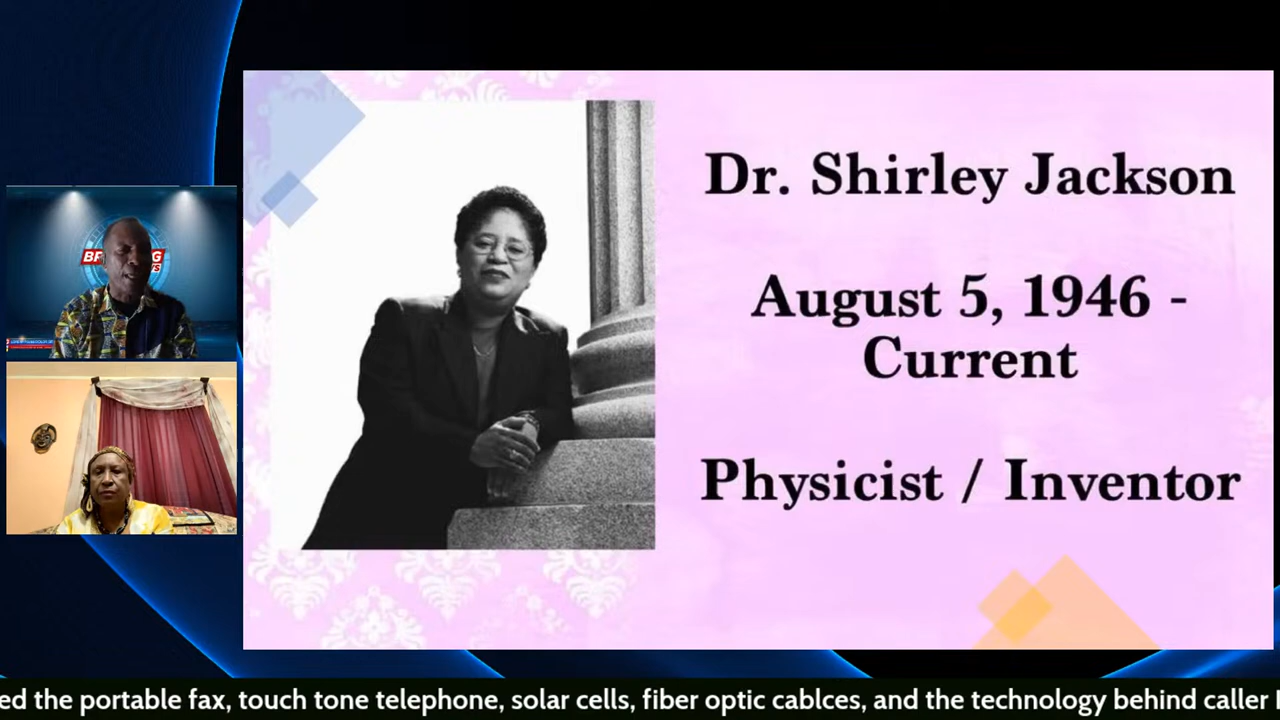 Dr. Shirley Jackson
August 5, 1946 -
Current
Physicist / Inventor
ed the portable fax, touch tone telephone, solar cells, fiber optic cablces, and the technology behind caller